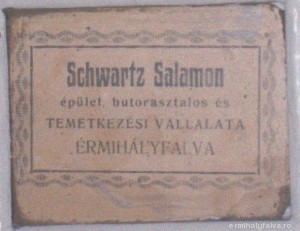 Schwartz Salamon
épület, butorasztalos és
TEMETKEZÉSI VÁLLALATA
ÉRMIHÁLYFALVA
ermihalyfalva.ro